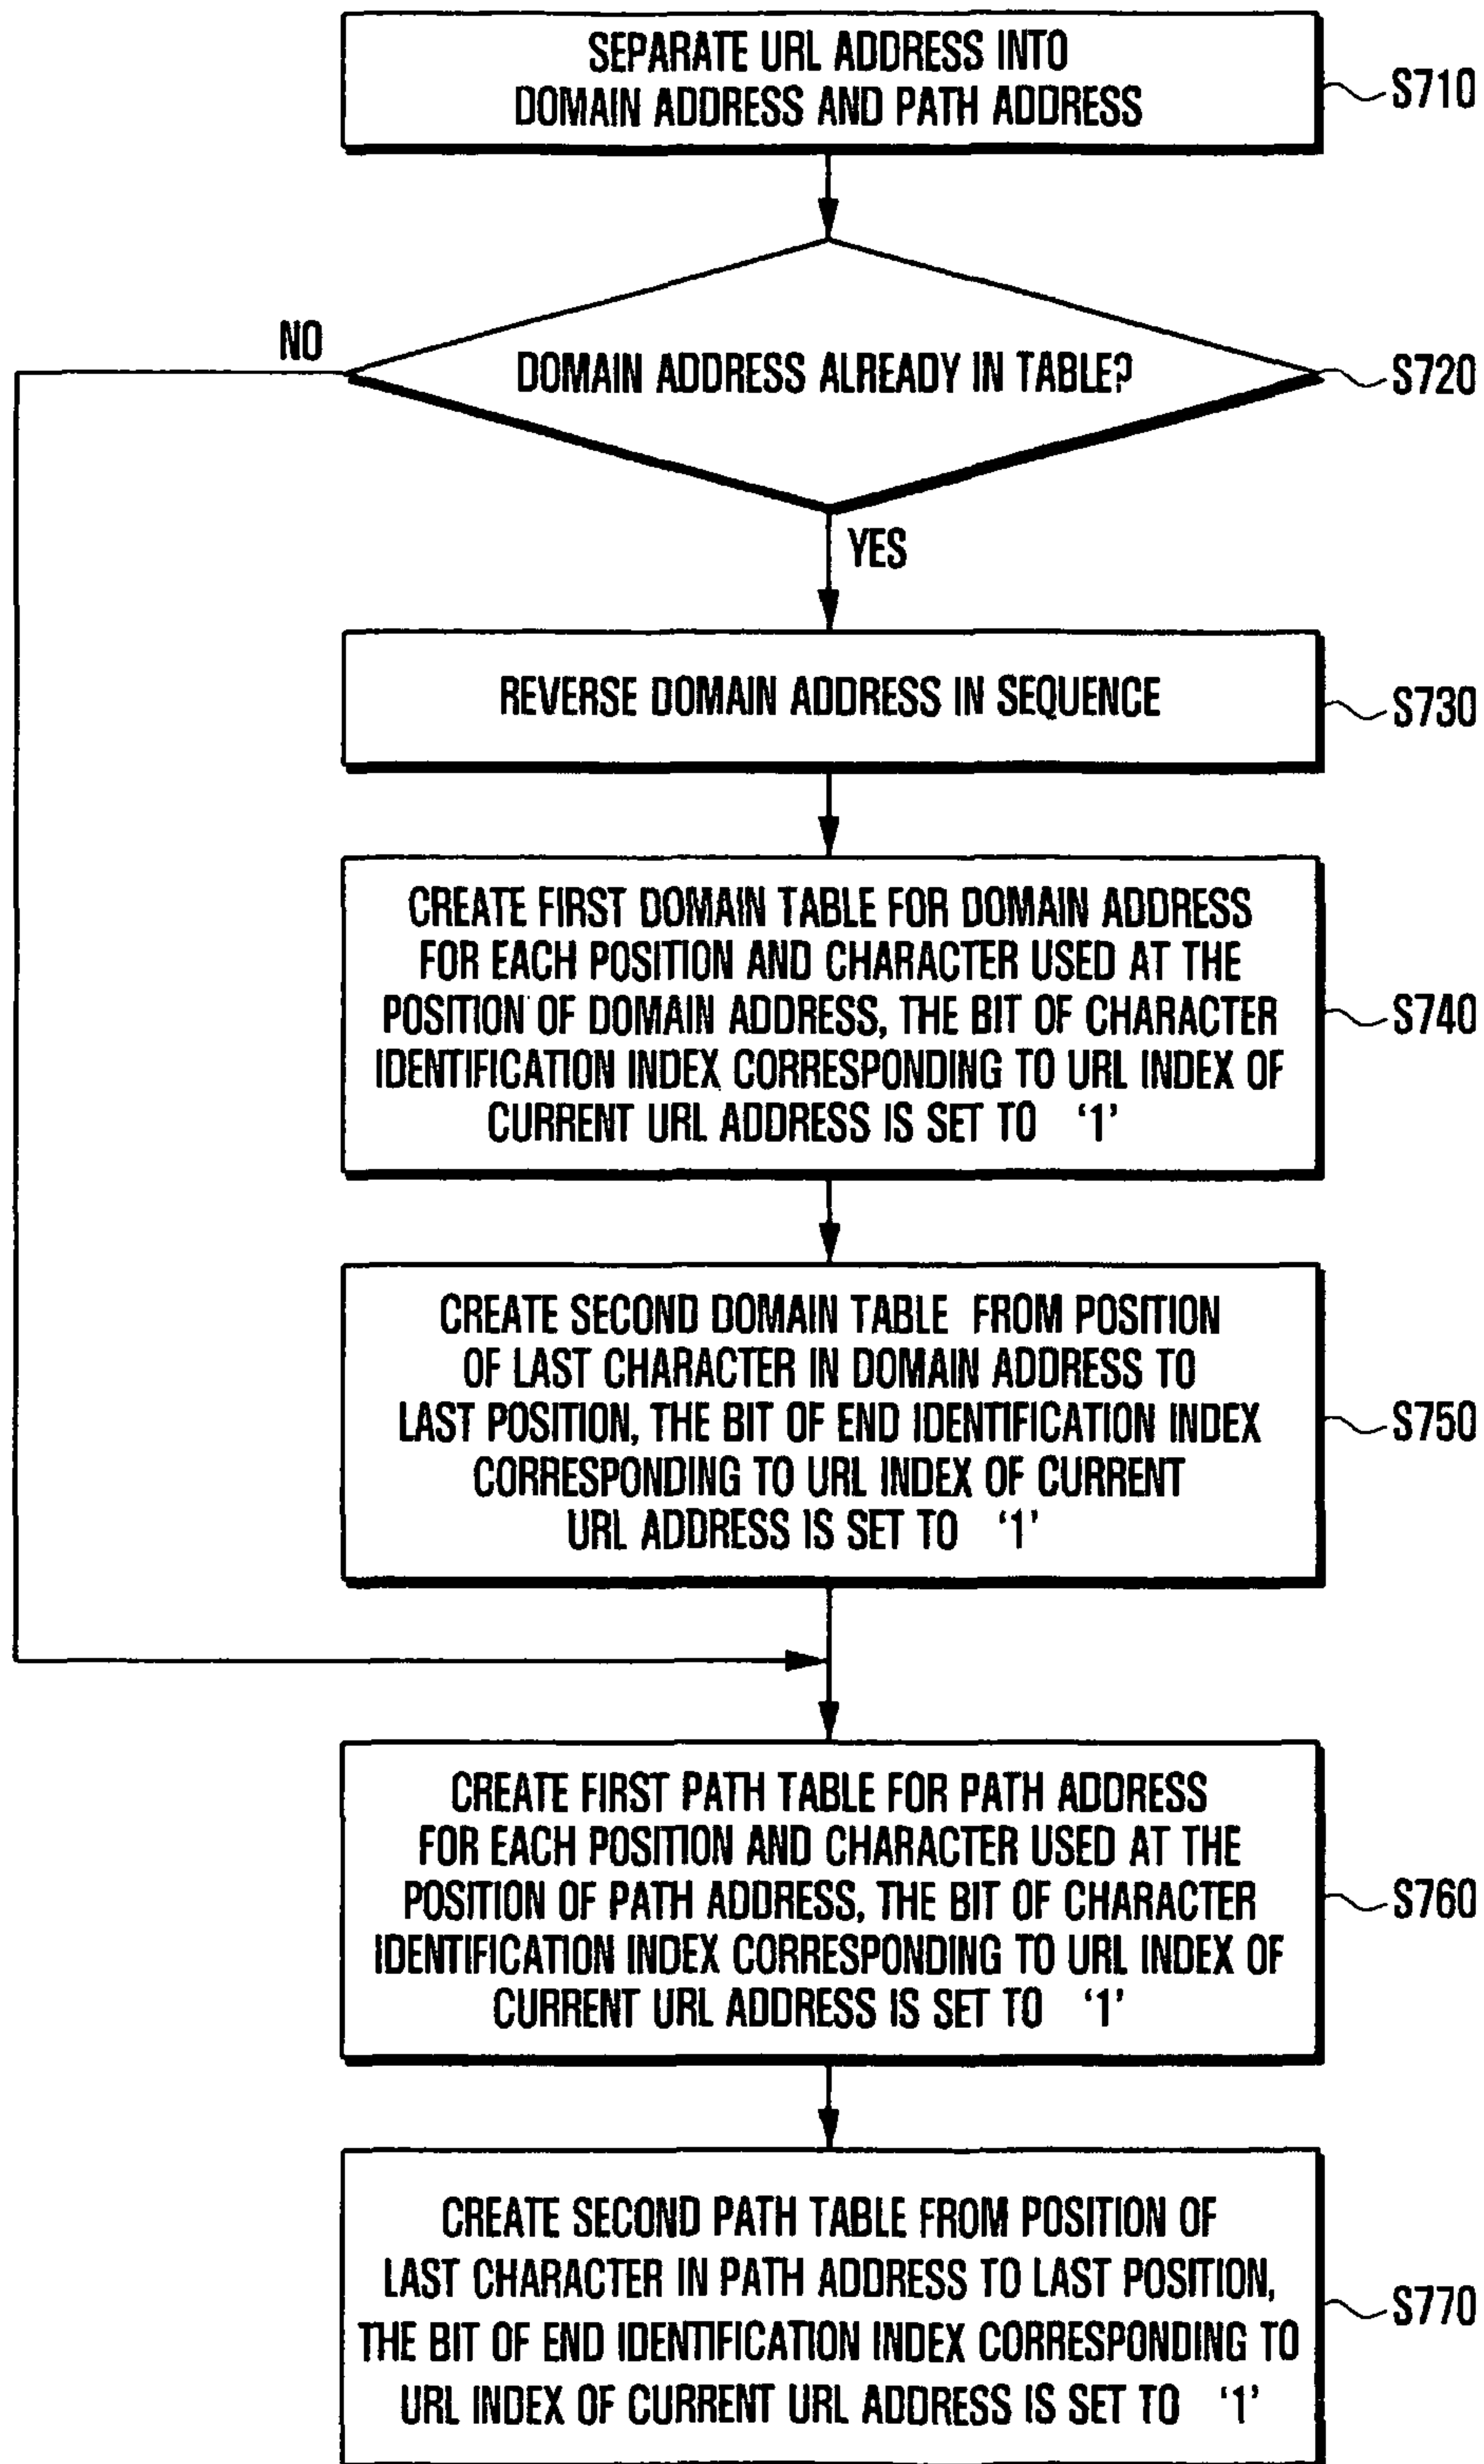 SEPARATE URL ADDRESS INTO
DOMAIN ADDRESS AND PATH ADDRESS
S710
NO
DOMAIN ADDRESS ALREADY IN TABLE?
S720
YES
REVERSE DOMAIN ADDRESS IN SEQUENCE
S730
CREATE FIRST DOMAIN TABLE FOR DOMAIN ADDRESS
FOR EACH POSITION AND CHARACTER USED AT THE
POSITION OF DOMAIN ADDRESS, THE BIT OF CHARACTER
IDENTIFICATION INDEX CORRESPONDING TO URL INDEX OF
CURRENT URL ADDRESS IS SET TO ‘1’
S740
CREATE SECOND DOMAIN TABLE FROM POSITION
OF LAST CHARACTER IN DOMAIN ADDRESS TO
LAST POSITION, THE BIT OF END IDENTIFICATION INDEX
CORRESPONDING TO URL INDEX OF CURRENT
URL ADDRESS IS SET TO ‘1’
S750
CREATE FIRST PATH TABLE FOR PATH ADDRESS
FOR EACH POSITION AND CHARACTER USED AT THE
POSITION OF PATH ADDRESS, THE BIT OF CHARACTER
IDENTIFICATION INDEX CORRESPONDING TO URL INDEX OF
CURRENT URL ADDRESS IS SET TO ‘1’
S760
CREATE SECOND PATH TABLE FROM POSITION OF
LAST CHARACTER IN PATH ADDRESS TO LAST POSITION,
THE BIT OF END IDENTIFICATION INDEX CORRESPONDING TO
URL INDEX OF CURRENT URL ADDRESS IS SET TO ‘1’
S770